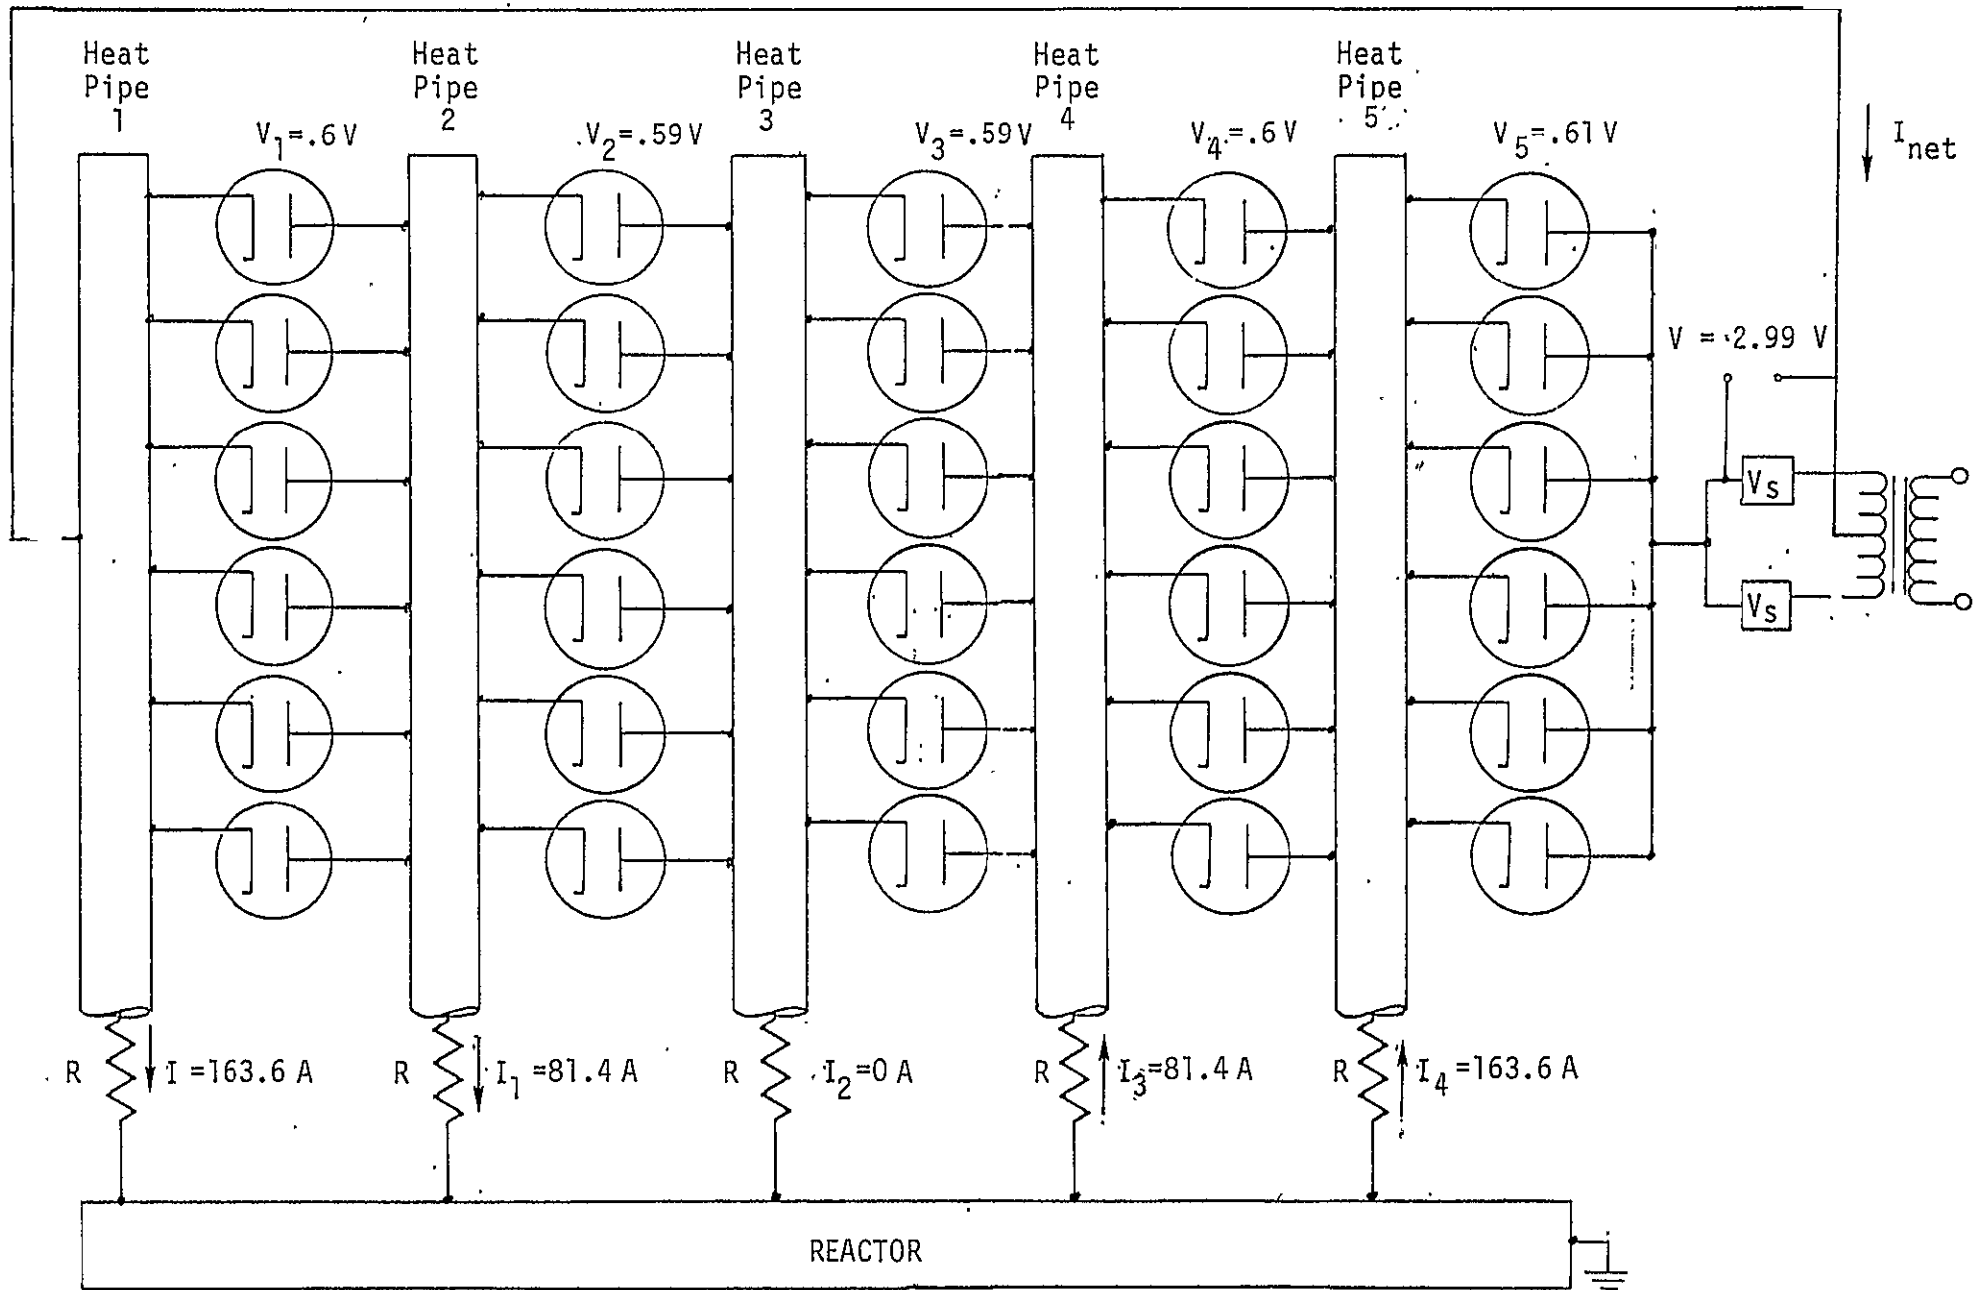 Heat Pipe 1
Heat Pipe 2
Heat Pipe 3
Heat Pipe 4
Heat Pipe 5
V1=.6 V
V2=.59 V
V3=.59 V
V4=.6 V
V5=.61 V
Inet
V = 2.99 V
Vs
Vs
R
I =163.6 A
R
I1 =81.4 A
R
I2=0 A
R
I3=81.4 A
R
I4=163.6 A
REACTOR